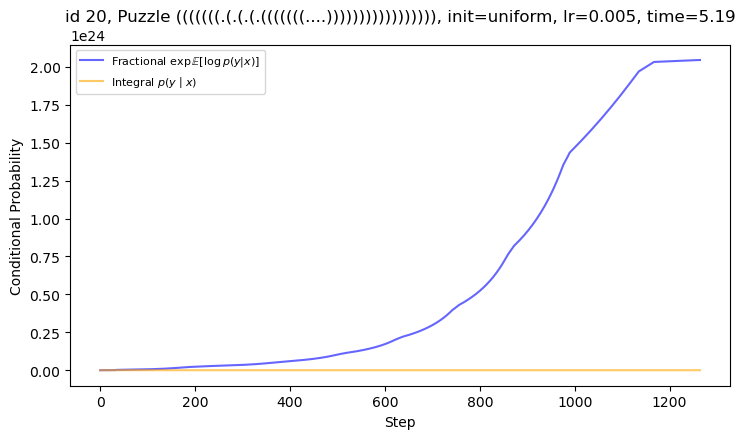 id 20, Puzzle (((((((.(.(.(.(((((((....))))))))))))))))), init=uniform, lr=0.005, time=5.19
1e24
Fractional exp𝔼[log p(y|x)]
Integral p(y | x)
2.00
1.75
1.50
1.25
1.00
0.75
0.50
0.25
0.00
Conditional Probability
0 200 400 600 800 1000 1200
Step